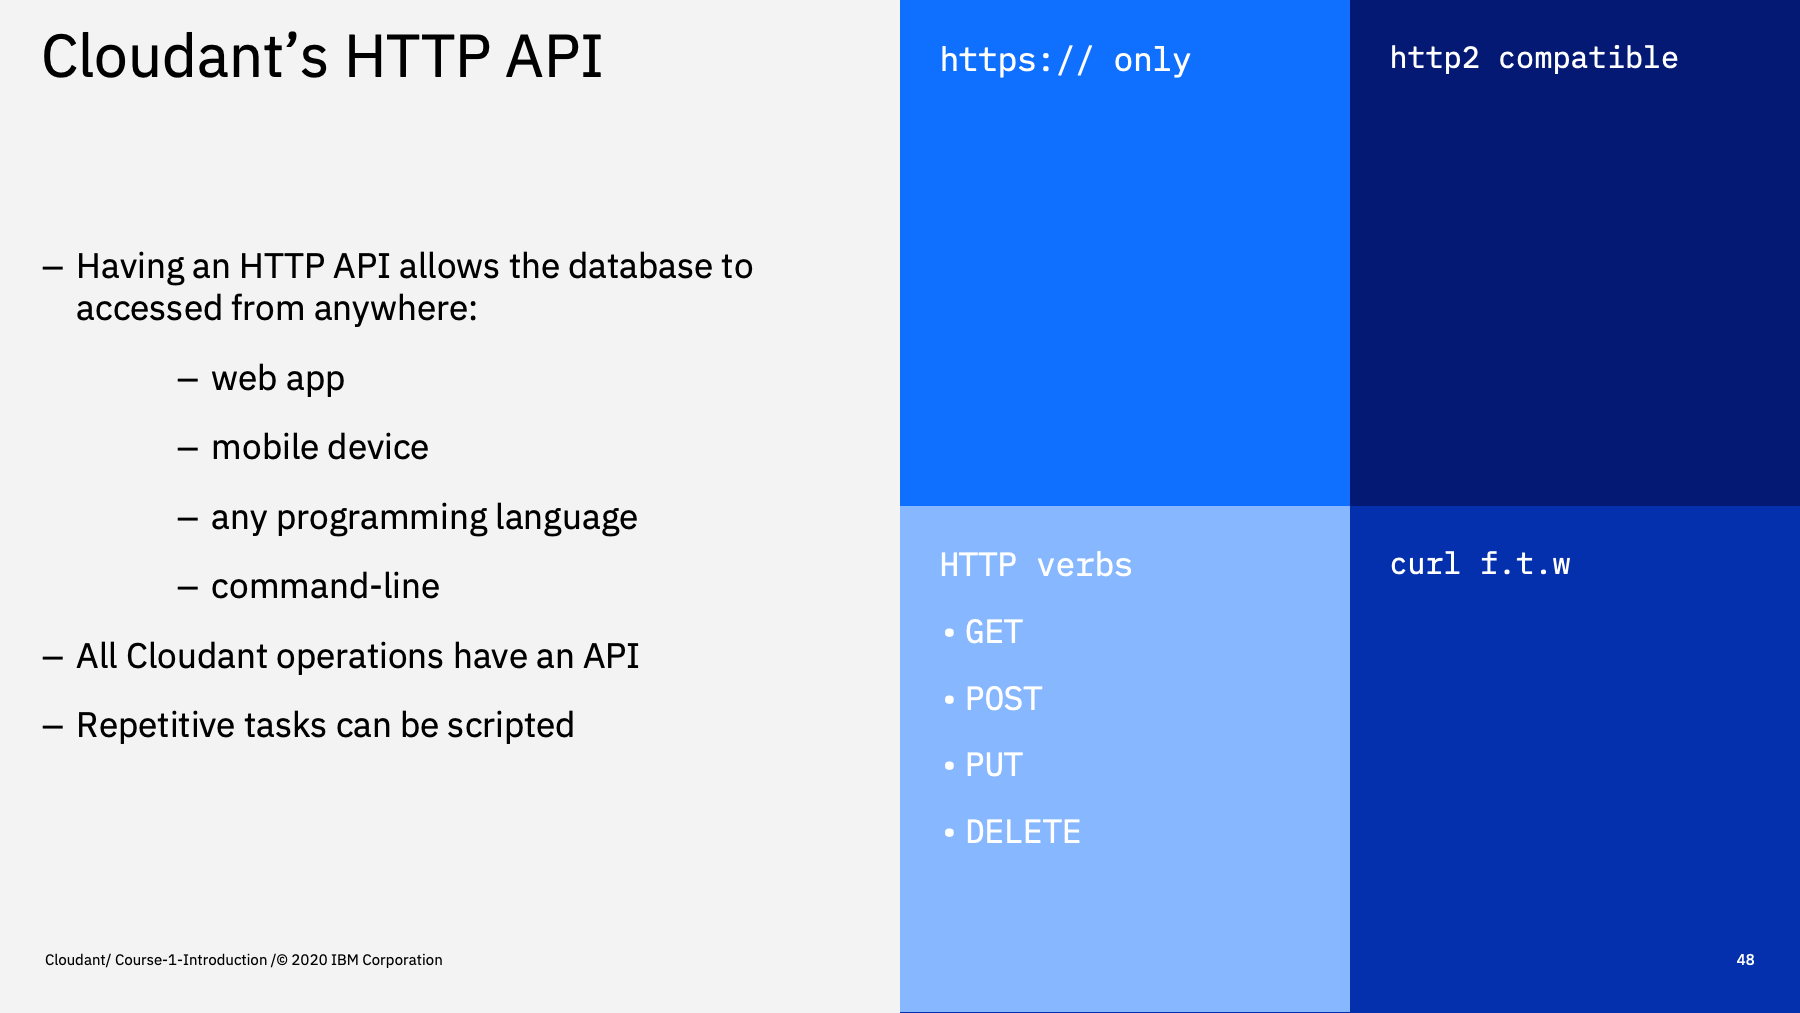 Cloudant’s HTTP API
– Having an HTTP API allows the database to
accessed from anywhere:
– web app
– mobile device
– any programming language
– command-line
– All Cloudant operations have an API
– Repetitive tasks can be scripted
https:// only
http2 compatible
HTTP verbs
• GET
• POST
• PUT
• DELETE
curl f.t.w
Cloudant/ Course-1-Introduction /© 2020 IBM Corporation
48